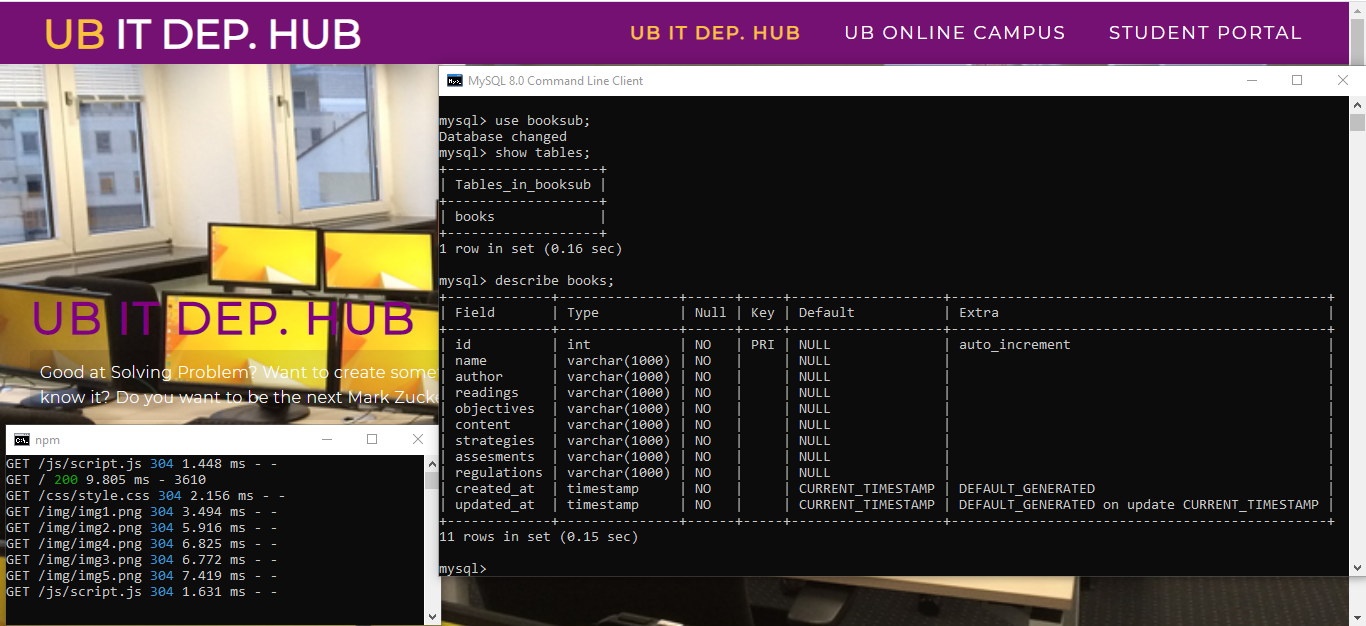 UB IT DEP. HUB
UB IT DEP. HUB UB ONLINE CAMPUS STUDENT PORTAL
MySQL 8.0 Command Line Client
mysql> use booksub;
Database changed
mysql> show tables;
+-------------------+
| Tables_in_booksub |
+-------------------+
| books             |
+-------------------+
1 row in set (0.16 sec)
mysql> describe books;
+-------------+---------------+------+-----+-------------------+-----------------------------------------------+
| Field       | Type          | Null | Key | Default           | Extra                                         |
+-------------+---------------+------+-----+-------------------+-----------------------------------------------+
| id          | int           | NO   | PRI | NULL              | auto_increment                                |
| name        | varchar(1000) | NO   |     | NULL              |                                               |
| author      | varchar(1000) | NO   |     | NULL              |                                               |
| readings    | varchar(1000) | NO   |     | NULL              |                                               |
| objectives  | varchar(1000) | NO   |     | NULL              |                                               |
| content     | varchar(1000) | NO   |     | NULL              |                                               |
| strategies  | varchar(1000) | NO   |     | NULL              |                                               |
| assesments  | varchar(1000) | NO   |     | NULL              |                                               |
| regulations | varchar(1000) | NO   |     | NULL              |                                               |
| created_at  | timestamp     | NO   |     | CURRENT_TIMESTAMP | DEFAULT_GENERATED                             |
| updated_at  | timestamp     | NO   |     | CURRENT_TIMESTAMP | DEFAULT_GENERATED on update CURRENT_TIMESTAMP |
+-------------+---------------+------+-----+-------------------+-----------------------------------------------+
11 rows in set (0.15 sec)
mysql>
UB IT DEP. HUB
Good at Solving Problem? Want to create some
know it? Do you want to be the next Mark Zuck
npm
GET /js/script.js 304 1.448 ms - -
GET / 200 9.805 ms - 3610
GET /css/style.css 304 2.156 ms - -
GET /img/img1.png 304 3.494 ms - -
GET /img/img2.png 304 5.916 ms - -
GET /img/img4.png 304 6.825 ms - -
GET /img/img3.png 304 6.772 ms - -
GET /img/img5.png 304 7.419 ms - -
GET /js/script.js 304 1.631 ms - -